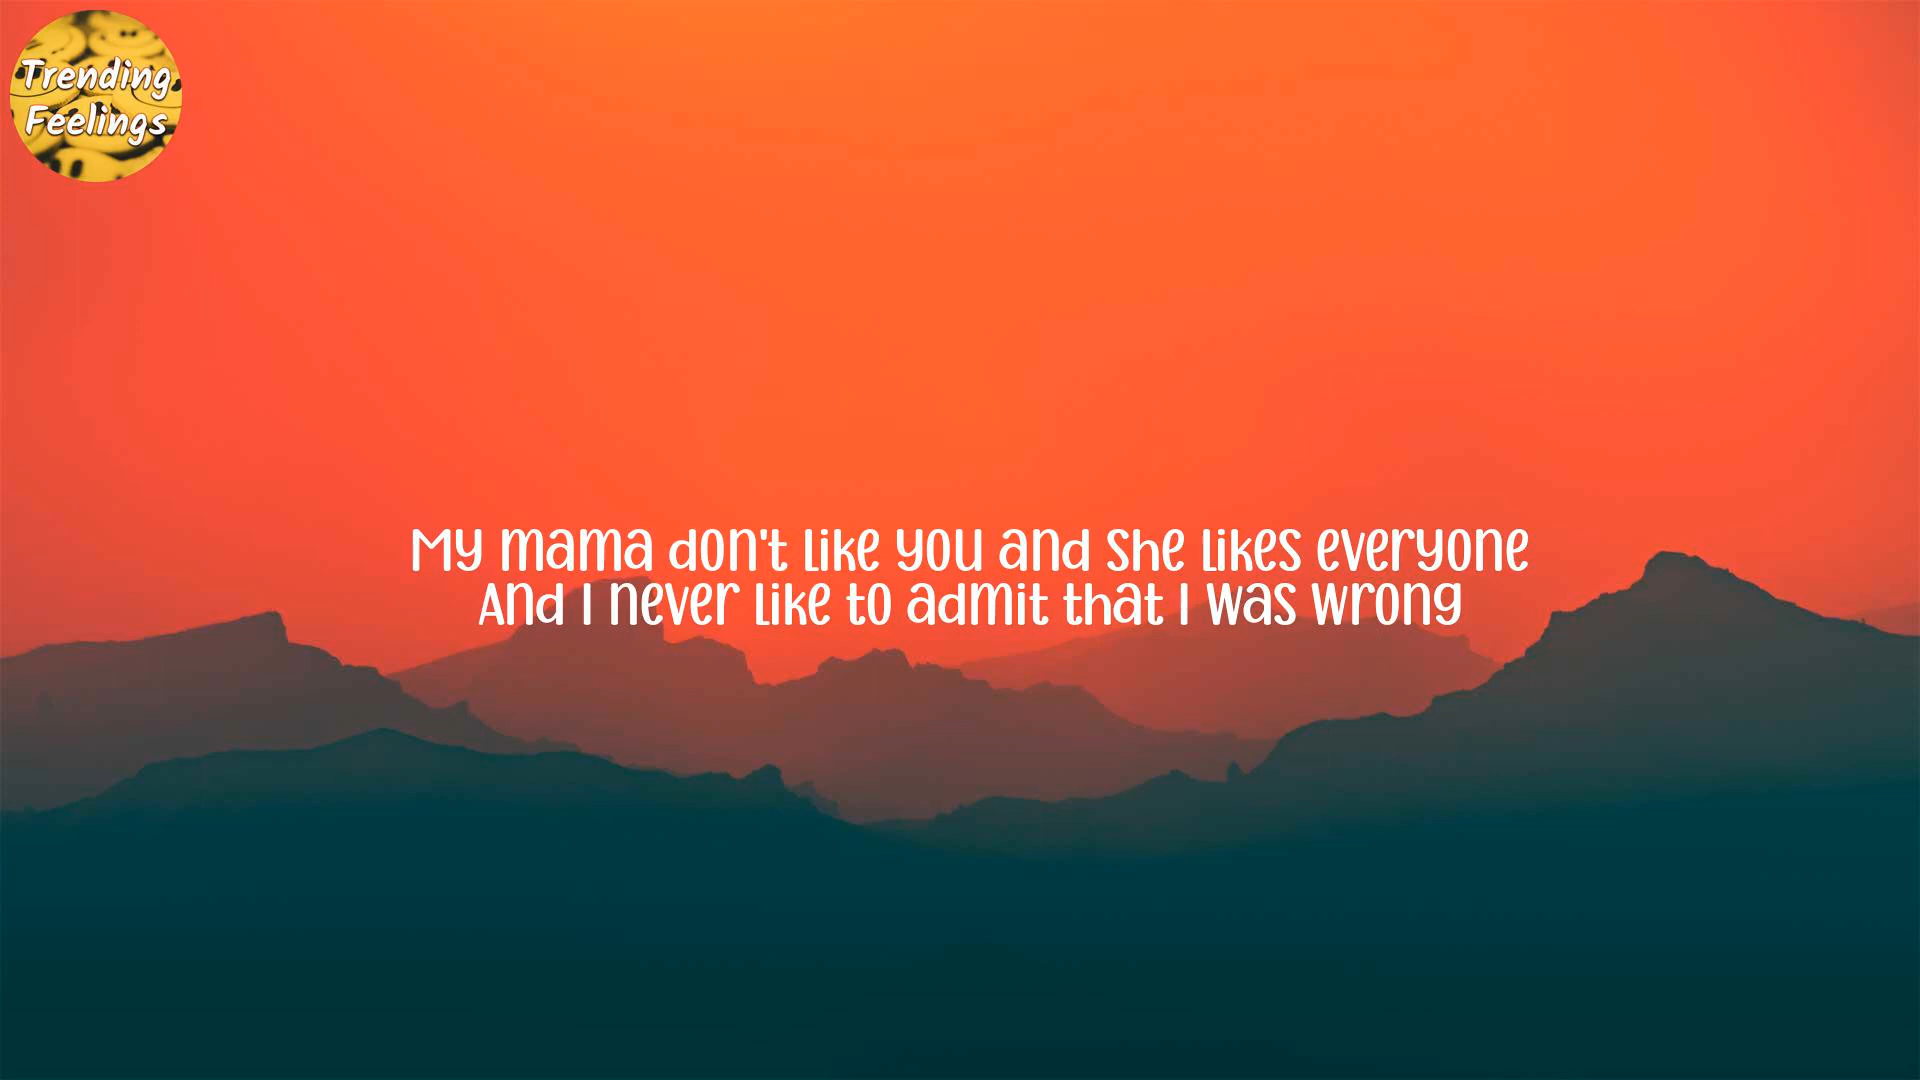 Trending
Feelings
My mama don't like you and she likes everyone
And I never like to admit that I was wrong